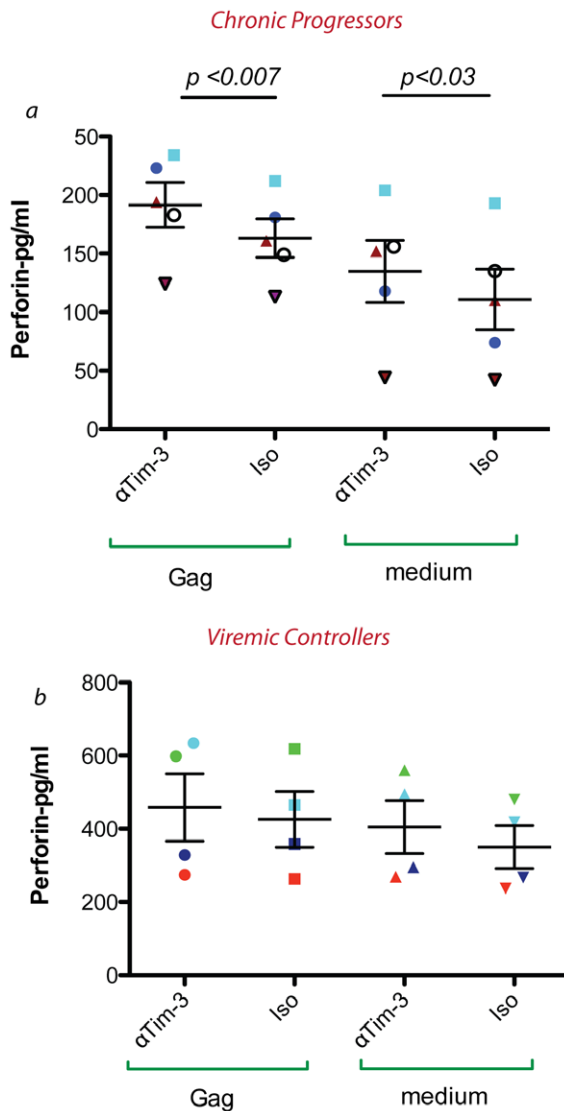 Chronic Progressors
p <0.007
p<0.03
a
50
200
150
100
50
0
Perforin-pg/ml
αTim-3
Iso
αTim-3
Iso
Gag
medium
Viremic Controllers
b
800
600
400
200
0
Perforin-pg/ml
αTim-3
Iso
αTim-3
Iso
Gag
medium